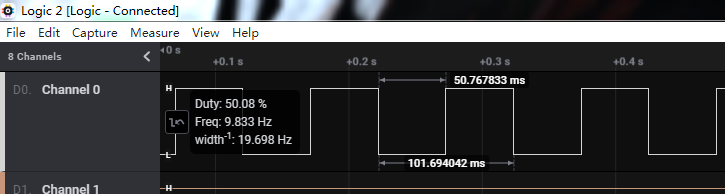 Logic 2 [Logic - Connected]
File Edit Capture Measure View Help
8 Channels
0 s
+0.1 s +0.2 s +0.3 s +0.4 s
50.767833 ms
D0. Channel 0
H
Duty: 50.08 %
Freq: 9.833 Hz
width-1: 19.698 Hz
L
101.694042 ms
D1. Channel 1
H